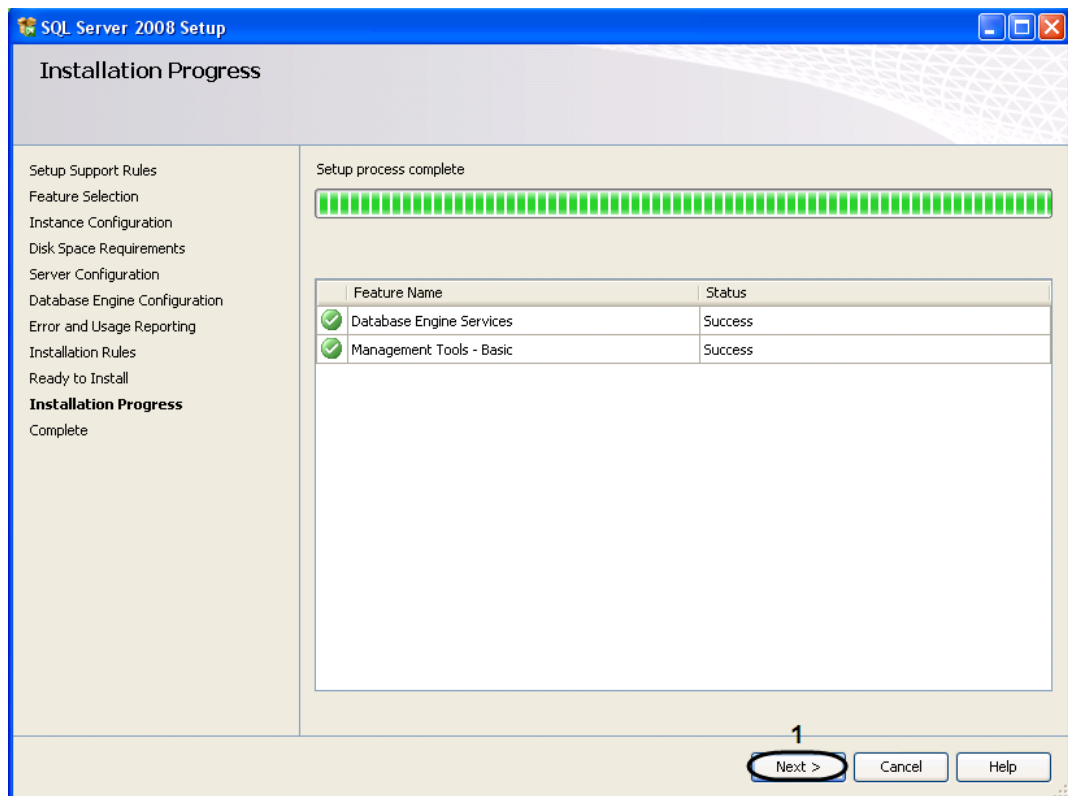 SQL Server 2008 Setup
Installation Progress
Setup Support Rules
Feature Selection
Instance Configuration
Disk Space Requirements
Server Configuration
Database Engine Configuration
Error and Usage Reporting
Installation Rules
Ready to Install
Installation Progress
Complete
Setup process complete
Feature Name Status
Database Engine Services Success
Management Tools - Basic Success
1
Next > Cancel Help